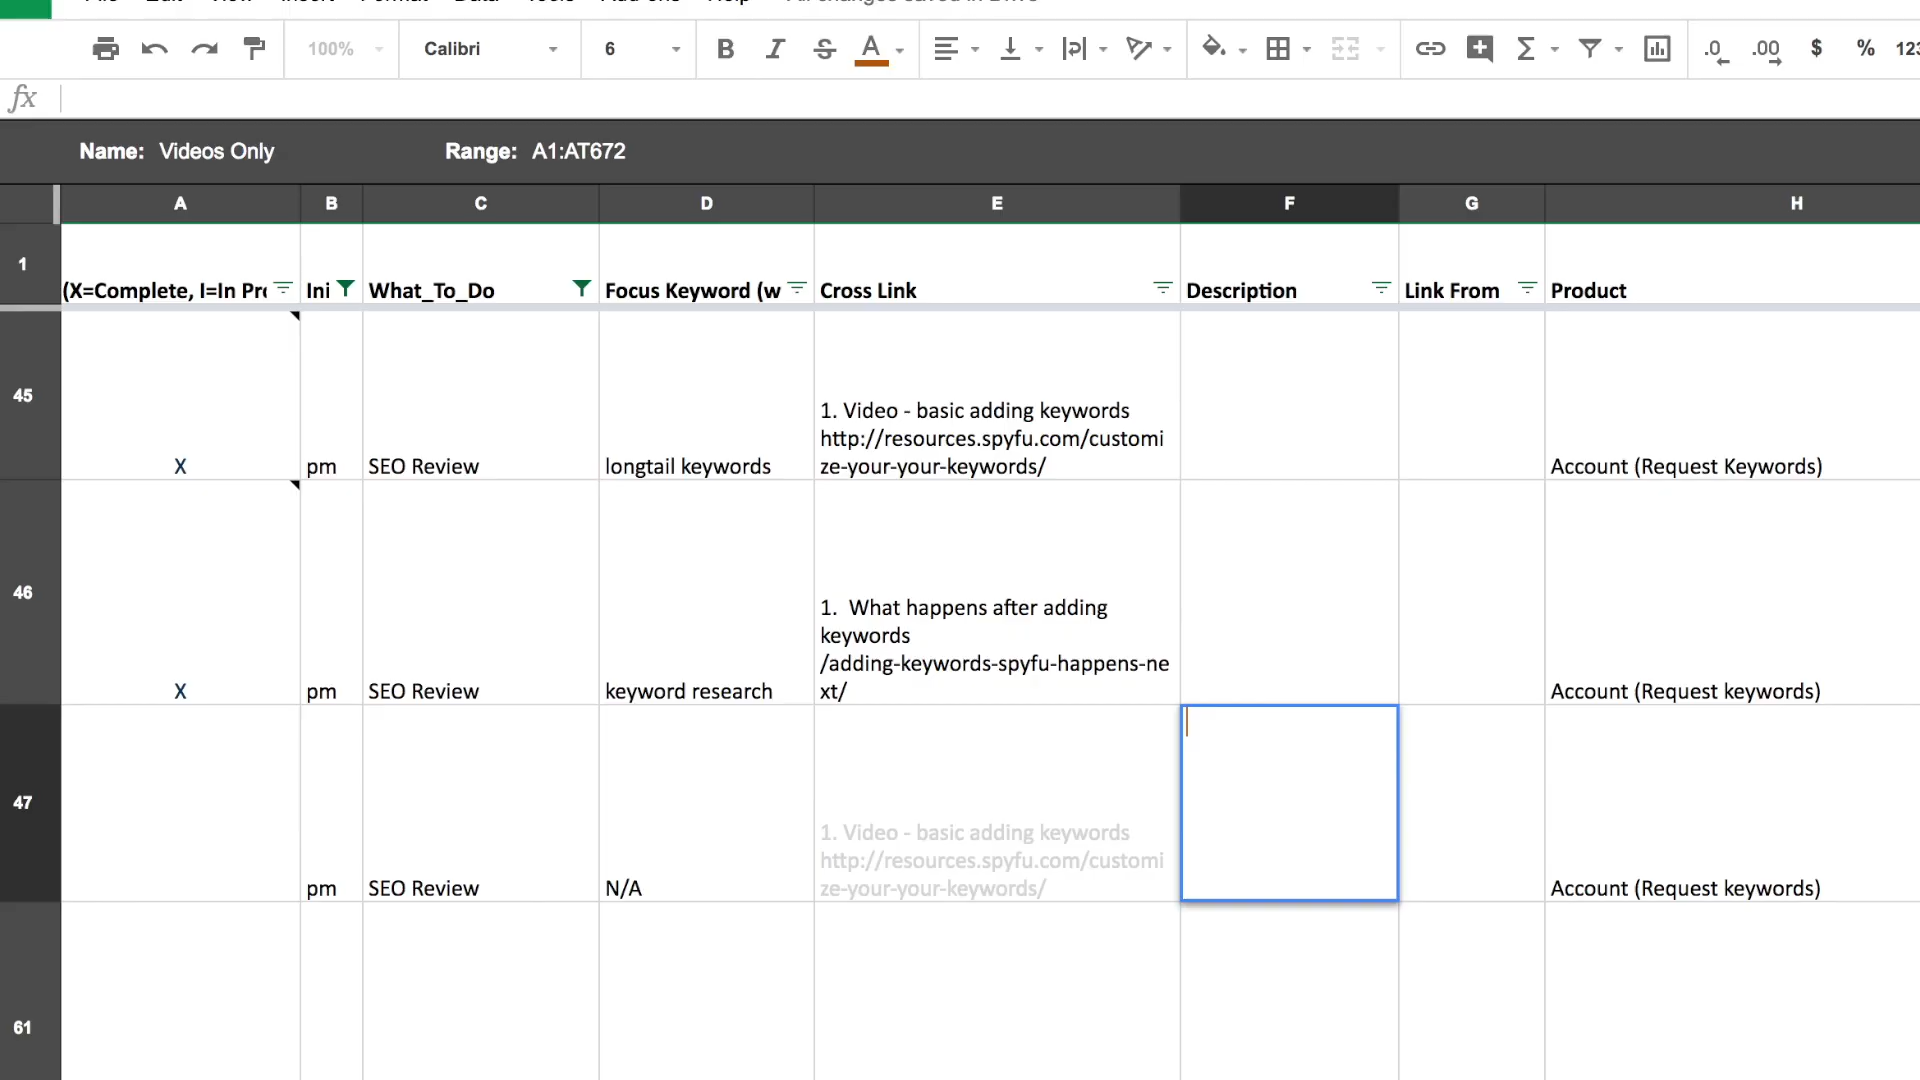 100% Calibri 6 B I S A Σ .0 .00 $ % 123
fx
Name: Videos Only Range: A1:AT672
A B C D E F G H
1 (X=Complete, I=In Pro Ini What_To_Do Focus Keyword (w Cross Link Description Link From Product
45 X pm SEO Review longtail keywords
1. Video - basic adding keywords
http://resources.spyfu.com/customi
ze-your-your-keywords/
Account (Request Keywords)
46 X pm SEO Review keyword research
1. What happens after adding
keywords
/adding-keywords-spyfu-happens-ne
xt/
Account (Request keywords)
47 pm SEO Review N/A
1. Video - basic adding keywords
http://resources.spyfu.com/customi
ze-your-your-keywords/
Account (Request keywords)
61